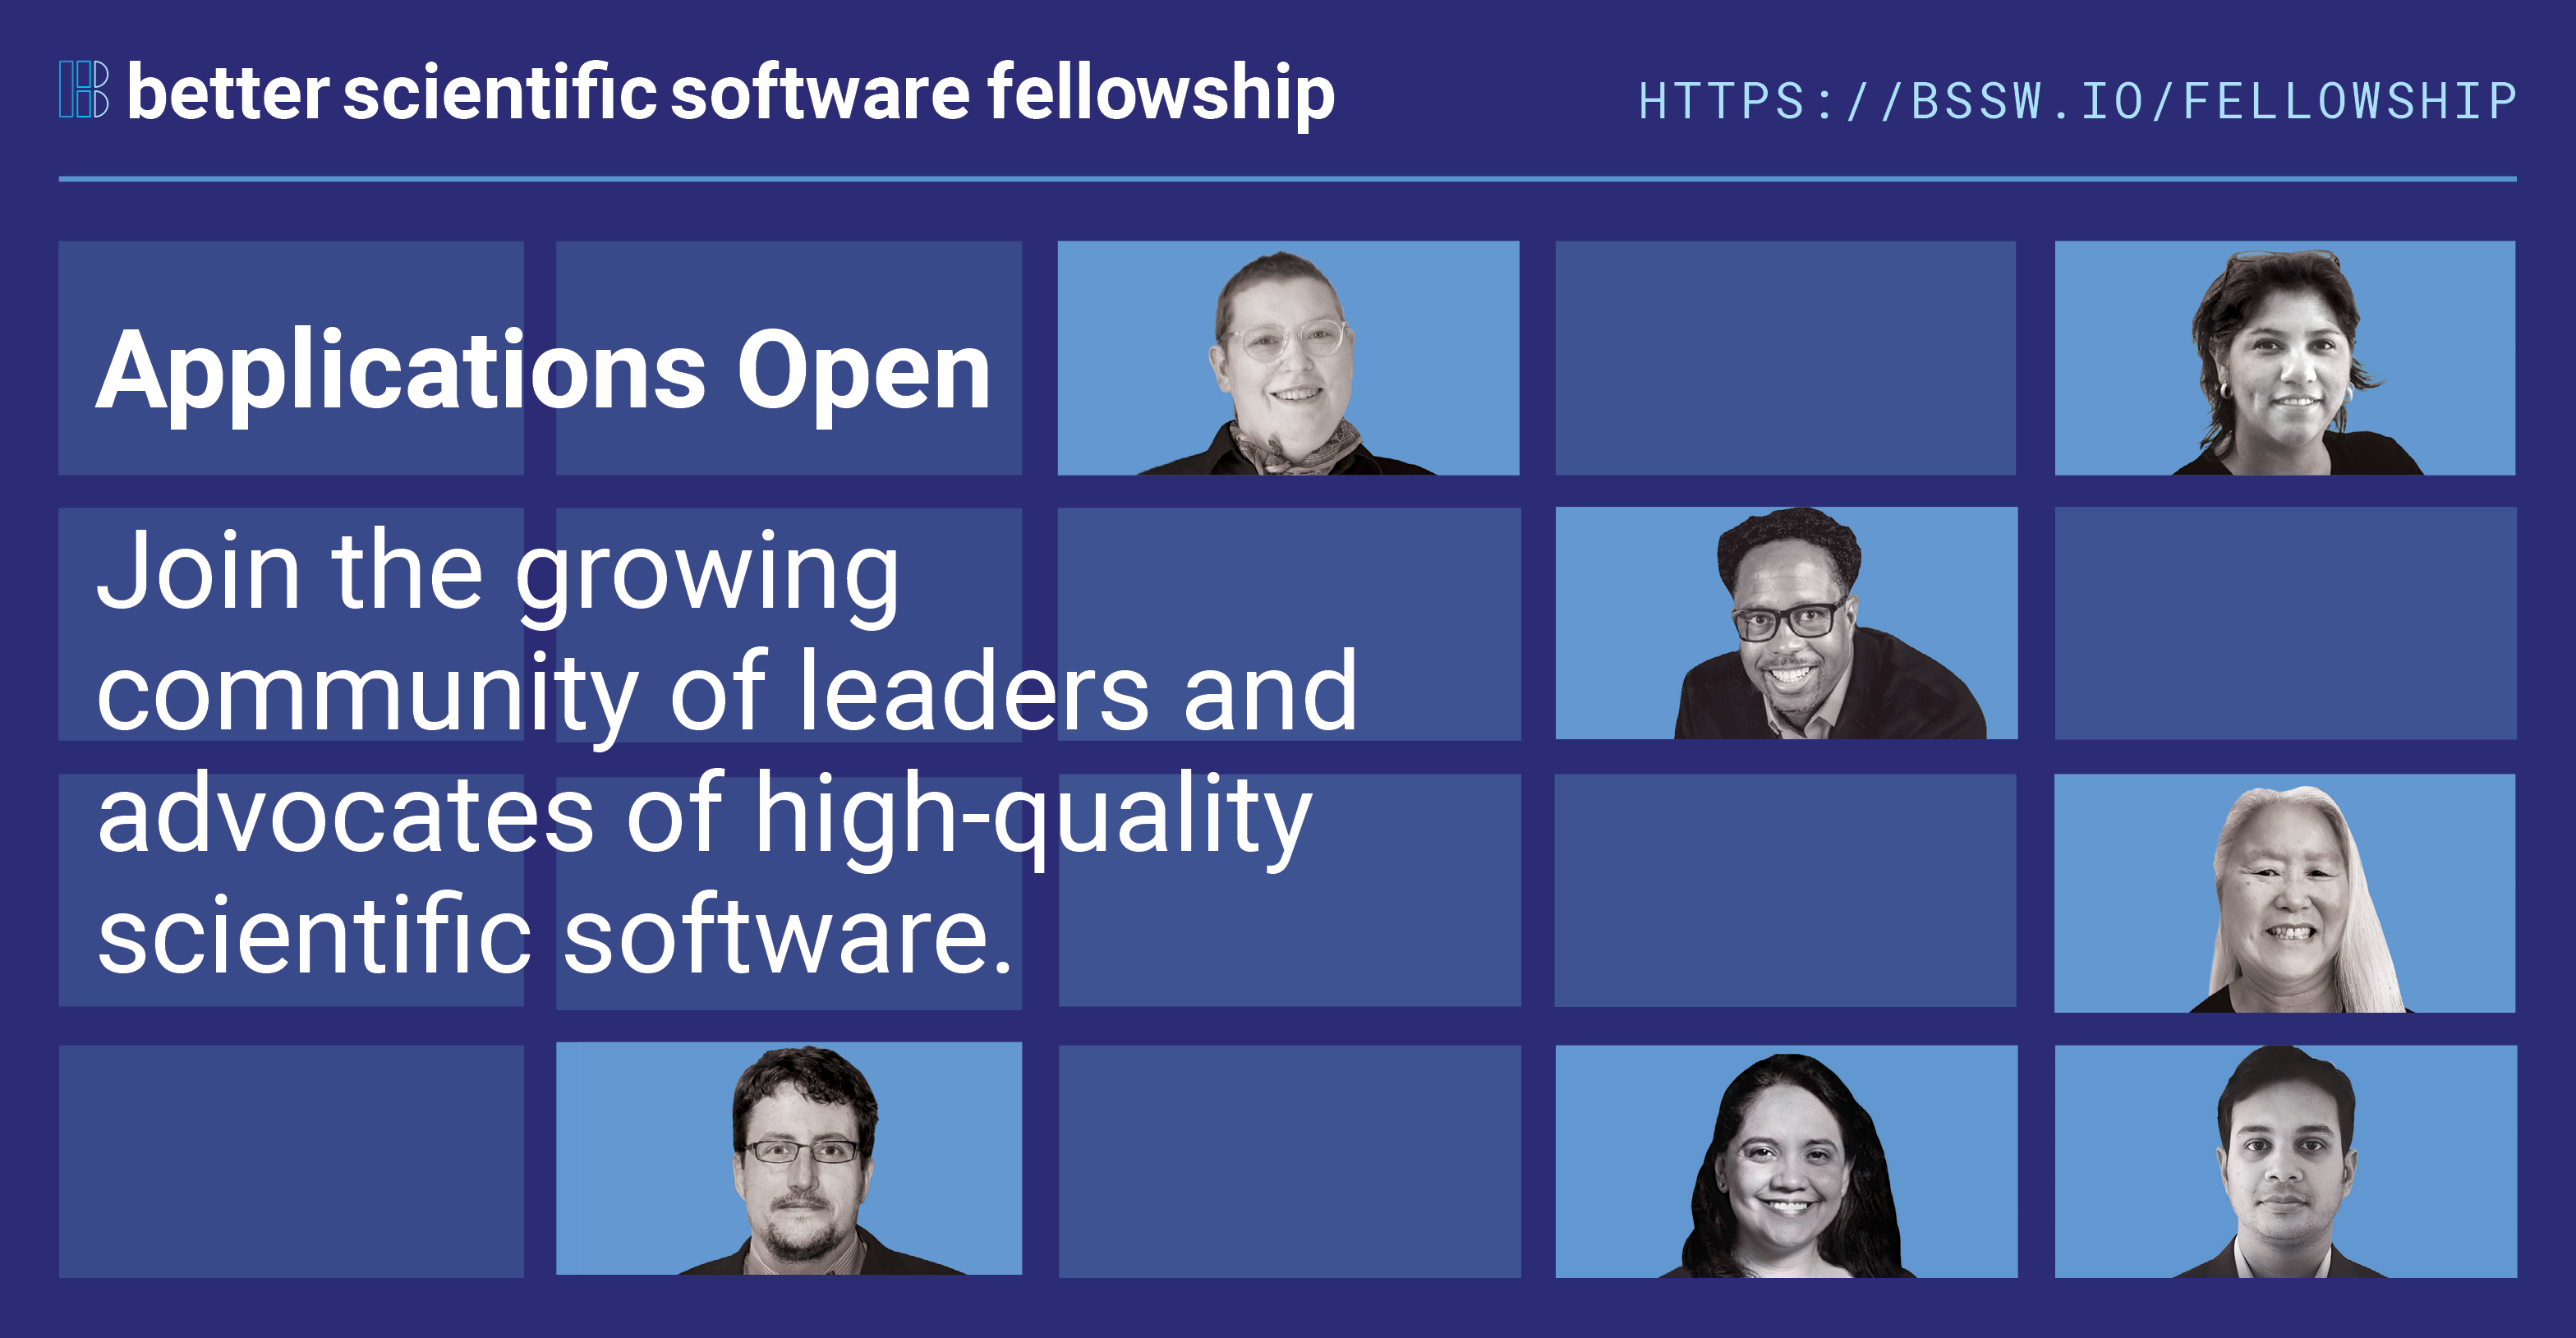 better scientific software fellowship
HTTPS://BSSW.IO/FELLOWSHIP
Applications Open
Join the growing
community of leaders and
advocates of high-quality
scientific software.